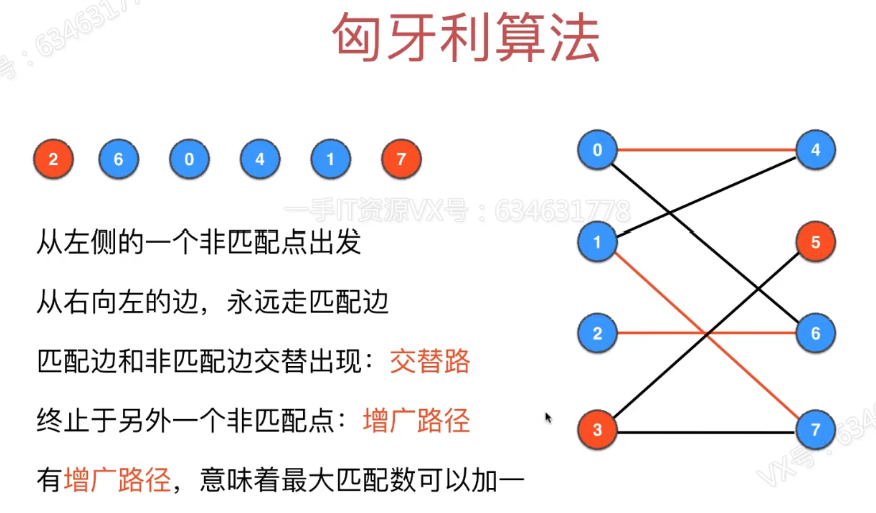 匈牙利算法
2 6 0 4 1 7
0 4
1 5
2 6
3 7
从左侧的一个非匹配点出发
从右向左的边，永远走匹配边
匹配边和非匹配边交替出现：交替路
终止于另外一个非匹配点：增广路径
有增广路径，意味着最大匹配数可以加一
一手IT资源VX号：634631778
号：634631778
VX号：6346